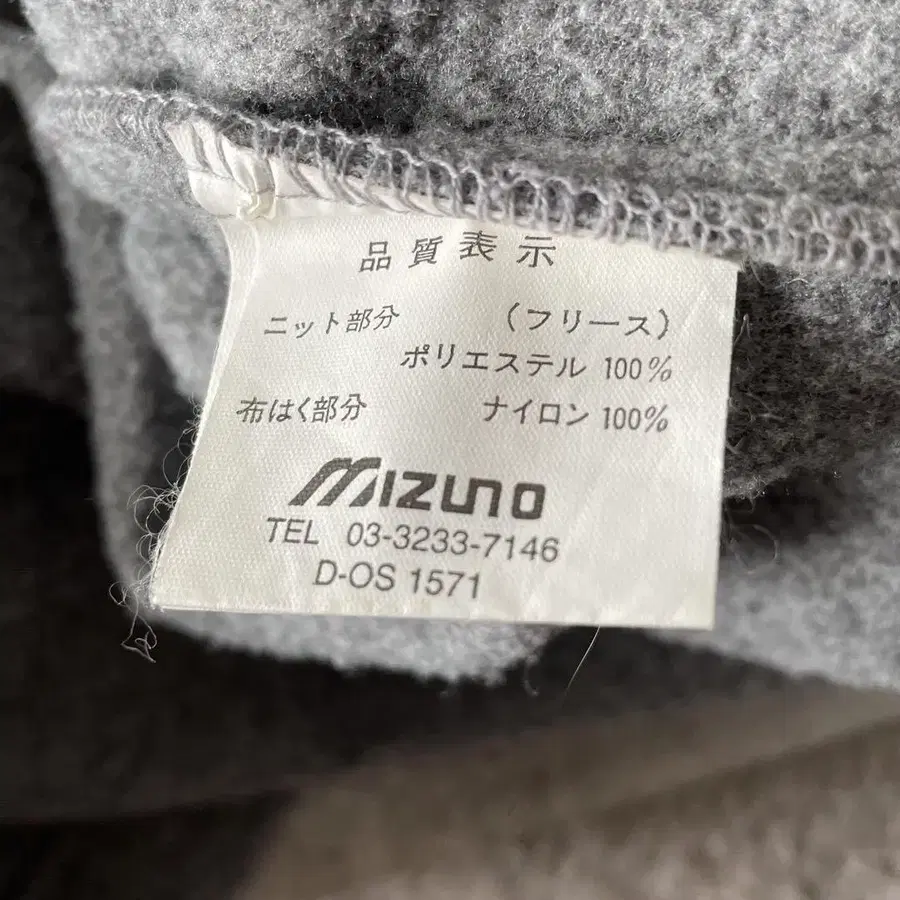 品質表示
ニット部分 (フリース)
ポリエステル 100%
布はく部分 ナイロン 100%
MIZUNO
TEL 03-3233-7146
D-OS 1571